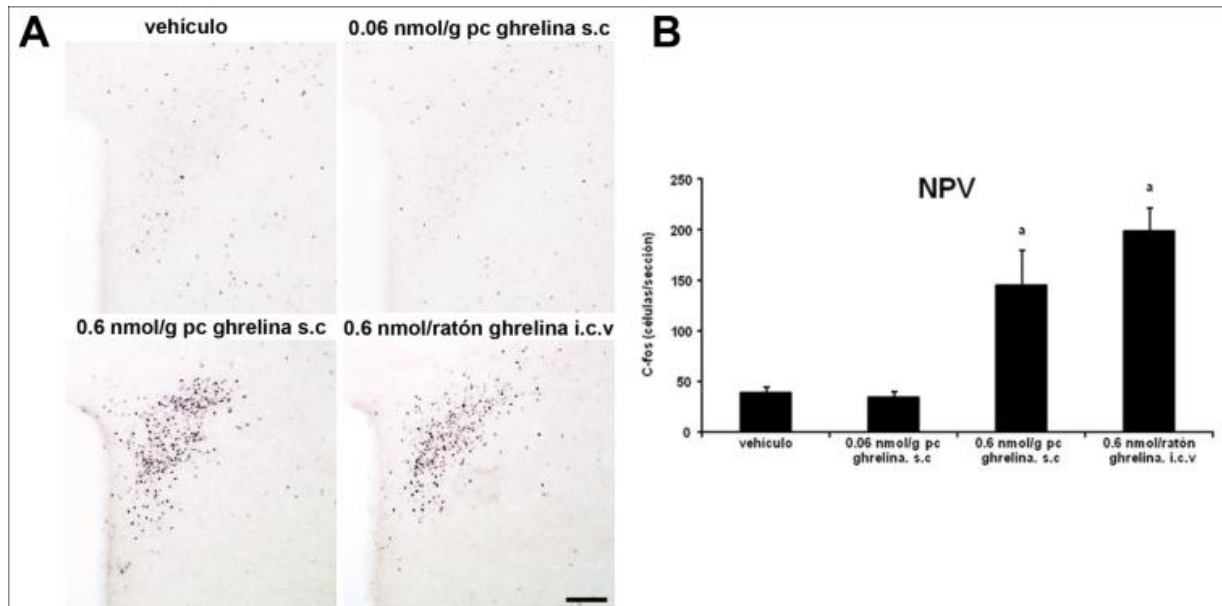 A
vehículo
0.06 nmol/g pc ghrelina s.c
0.6 nmol/g pc ghrelina s.c
0.6 nmol/ratón ghrelina i.c.v
B
NPV
C-fos (células/sección)
250
200
150
100
50
0
a
a
vehículo
0.06 nmol/g pc
ghrelina. s.c
0.6 nmol/g pc
ghrelina. s.c
0.6 nmol/ratón
ghrelina. i.c.v